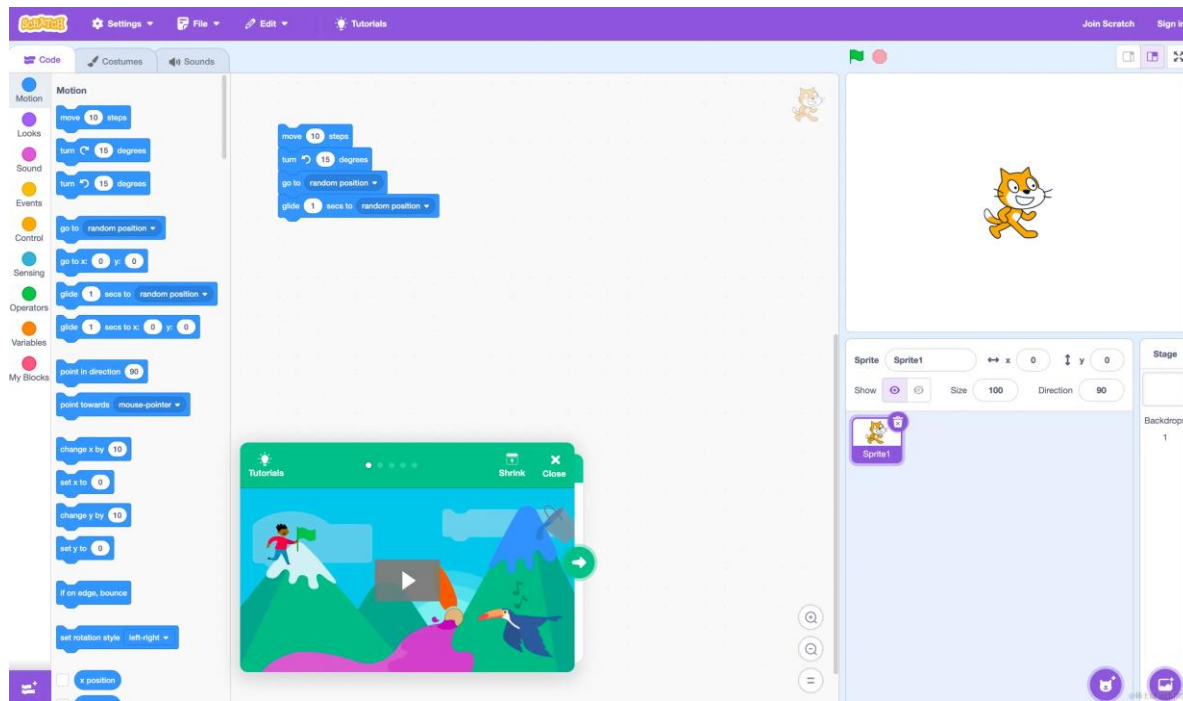 SCRATCH
Settings
File
Edit
Tutorials
Join Scratch
Sign in
Code
Costumes
Sounds
Motion
Looks
Sound
Events
Control
Sensing
Operators
Variables
My Blocks
Motion
move 10 steps
turn 15 degrees
turn 15 degrees
go to random position
go to x: 0 y: 0
glide 1 secs to random position
glide 1 secs to x: 0 y: 0
point in direction 90
point towards mouse-pointer
change x by 10
set x to 0
change y by 10
set y to 0
if on edge, bounce
set rotation style left-right
x position
move 10 steps
turn 15 degrees
go to random position
glide 1 secs to random position
Tutorials
Shrink
Close
Sprite Sprite1 x 0 y 0
Show Size 100 Direction 90
Sprite1
Stage
Backdrops
1